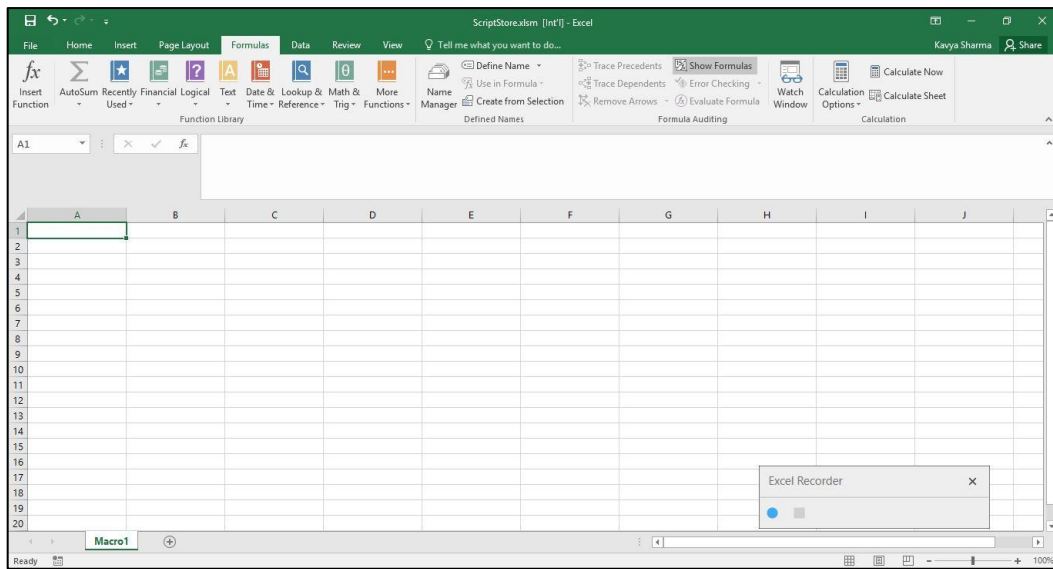 ScriptStore.xlsm [Int'l] - Excel
File Home Insert Page Layout Formulas Data Review View Tell me what you want to do... Kavya Sharma Share
fx Insert Function
AutoSum
Recently Used
Financial
Logical
Text
Date & Time
Lookup & Reference
Math & Trig
More Functions
Function Library
Name Manager
Define Name
Use in Formula
Create from Selection
Defined Names
Trace Precedents
Trace Dependents
Remove Arrows
Show Formulas
Error Checking
Evaluate Formula
Formula Auditing
Watch Window
Calculation Options
Calculate Now
Calculate Sheet
Calculation
A1 fx
A B C D E F G H I J
1
2
3
4
5
6
7
8
9
10
11
12
13
14
15
16
17
18
19
20
Excel Recorder
Macro1
Ready 100%